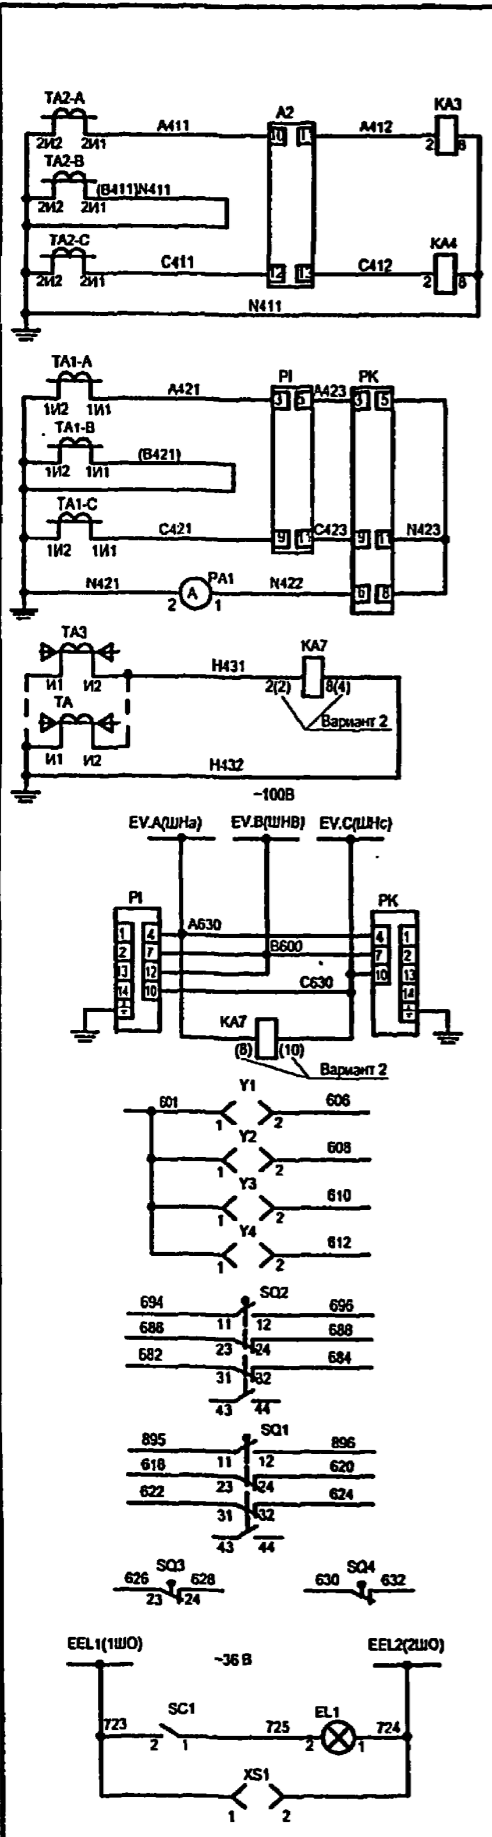 TA2-A A2 KA3
A411 10 11 A412
2И2 2И1 2 8
TA2-B
(B411)N411
2И2 2И1
TA2-C KA4
C411 12 13 C412
2И2 2И1 2 8
N411
TA1-A PI PK
A421 3 5 A423 3 5
1И2 1И1
TA1-B
(B421)
1И2 1И1
TA1-C
C421 9 11 C423 9 11 N423
1И2 1И1
N421 A PA1 N422 6 8
2 1
TA3 KA7
H431
И1 И2 2(2) 8(4)
TA Вариант 2
И1 И2
H432
~100В
EV.A(ШНа) EV.B(ШНВ) EV.C(ШНс)
PI PK
A630
1 4 4 1
B600
2 7 7 2
13 12 10 13
C630
14 10 14
KA7
(8) (10)
Вариант 2
Y1
601 606
1 2
Y2
608
1 2
Y3
610
1 2
Y4
612
1 2
SQ2
694 696
11 12
686 688
23 24
682 684
31 32
43 44
SQ1
895 896
11 12
618 620
23 24
622 624
31 32
43 44
SQ3 SQ4
626 628 630 632
23 24
EEL1(1ШО) EEL2(2ШО)
~36 В
SC1 EL1
723 725 724
2 1 2 1
XS1
1 2